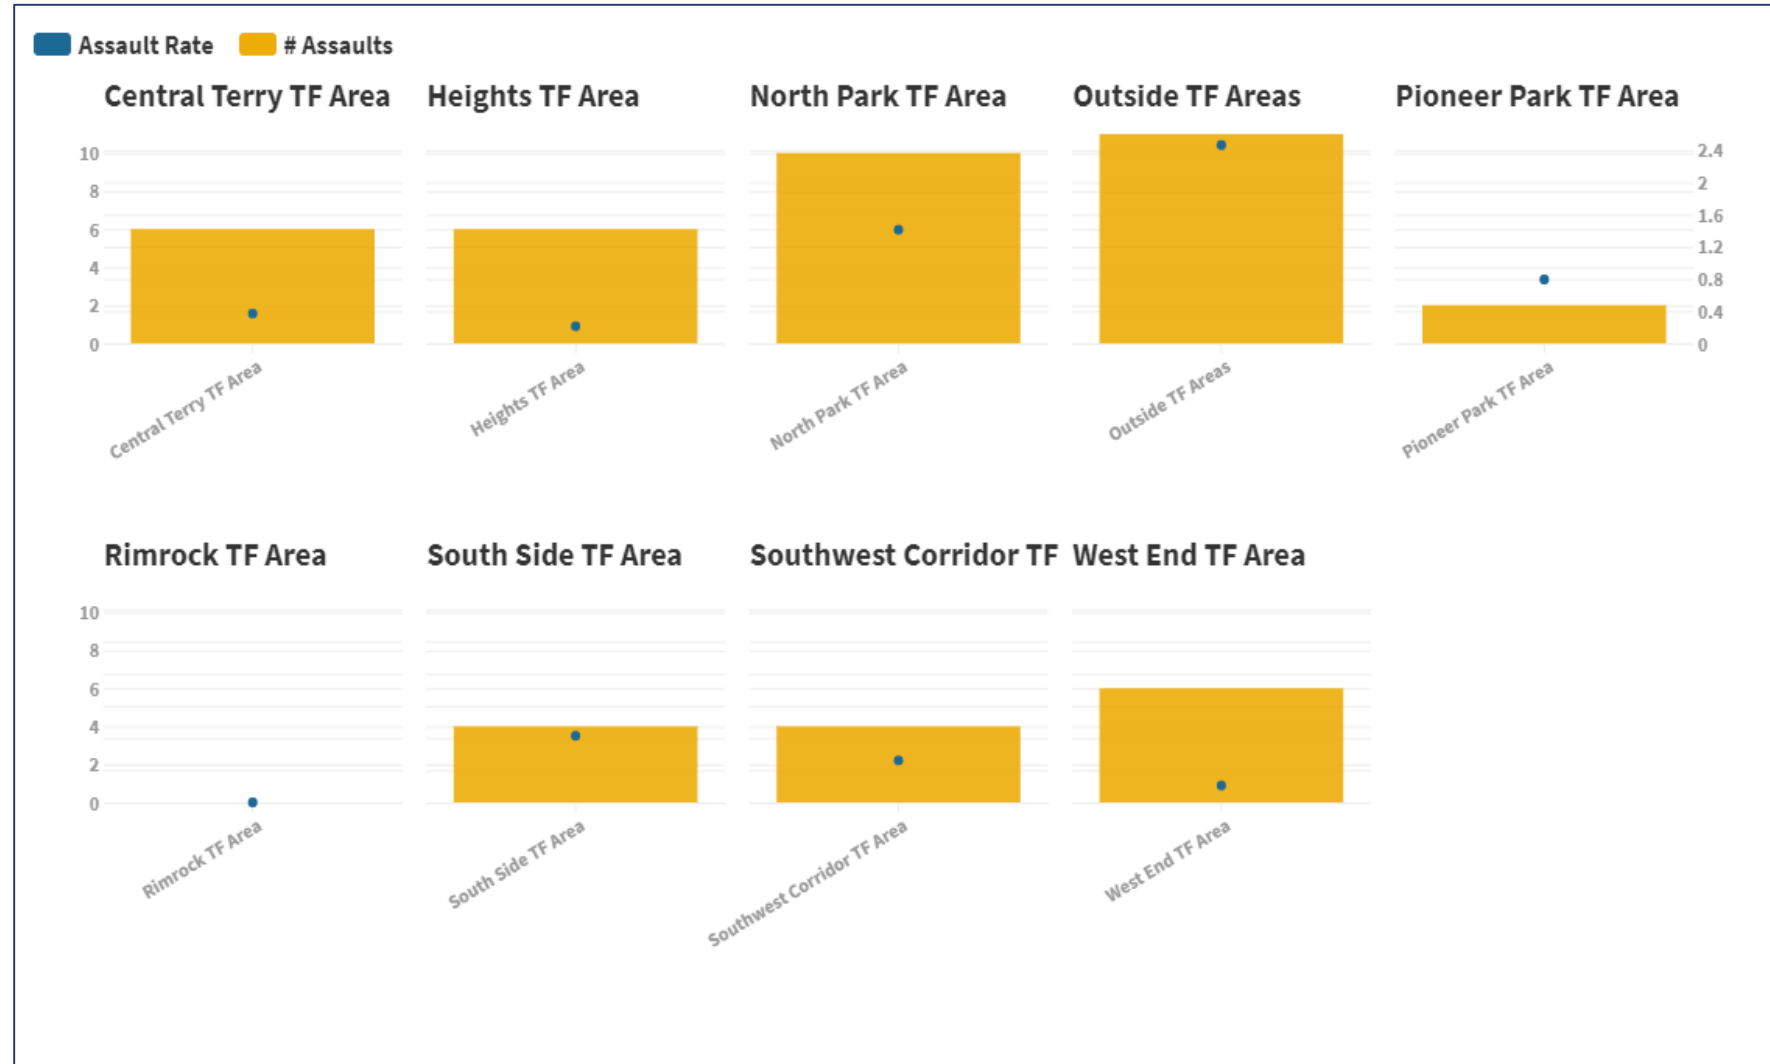 Assault Rate # Assaults
Central Terry TF Area Heights TF Area North Park TF Area Outside TF Areas Pioneer Park TF Area
10 2.4
8 2
6 1.6
1.2
4 0.8
2 0.4
0 0
Central Terry TF Area Heights TF Area North Park TF Area Outside TF Areas Pioneer Park TF Area
Rimrock TF Area South Side TF Area Southwest Corridor TF West End TF Area
10
8
6
4
2
0
Rimrock TF Area South Side TF Area Southwest Corridor TF Area West End TF Area